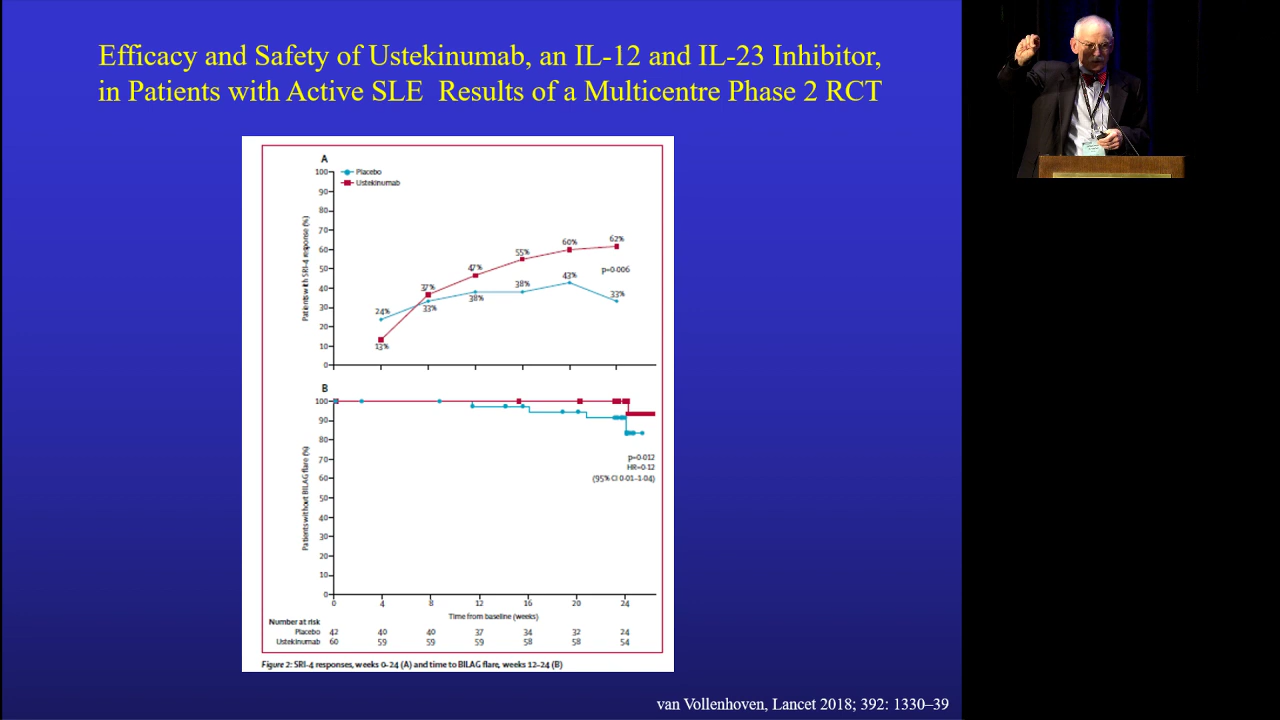 Efficacy and Safety of Ustekinumab, an IL-12 and IL-23 Inhibitor,
in Patients with Active SLE Results of a Multicentre Phase 2 RCT
A
Placebo
Ustekinumab
Patients with SRI-4 response (%)
100
90
80
70
60
50
40
30
20
10
0
24%
13%
37%
33%
47%
38%
55%
38%
60%
43%
62%
33%
p=0·006
B
Patients without BILAG flare (%)
100
90
80
70
60
50
40
30
20
10
0
p=0·012
HR=0·12
(95% CI 0·01–1·04)
0 4 8 12 16 20 24
Time from baseline (weeks)
Number at risk
Placebo 42 40 40 37 34 32 24
Ustekinumab 60 59 59 59 58 58 54
Figure 2: SRI-4 responses, weeks 0–24 (A) and time to BILAG flare, weeks 12–24 (B)
van Vollenhoven, Lancet 2018; 392: 1330–39